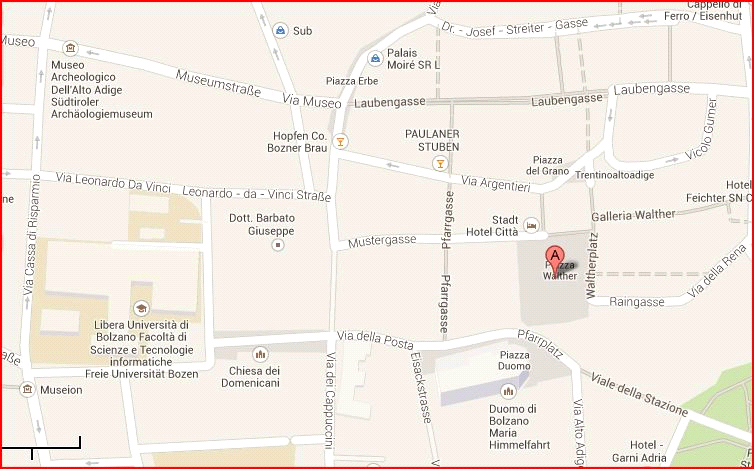 Cappello di
Ferro / Eisenhut
Via
Dr. - Josef - Streiter - Gasse
Sub
Museo
Palais
Moiré SR L
Museo
Archeologico
Dell'Alto Adige
Südtiroler
Archäologiemuseum
Museumstraße
Piazza Erbe
Via Museo
Laubengasse
Laubengasse
Laubengasse
Hopfen Co.
Bozner Brau
PAULANER
STUBEN
Vicolo Gumer
Piazza
del Grano
Trentinoaltoadige
Via Leonardo Da Vinci
Leonardo - da - Vinci Straße
Via Argentieri
Hotel
Feichter SN C
Via Cassa di Risparmio
Dott. Barbato
Giuseppe
Pfarrgasse
Stadt
Hotel Città
Galleria Walther
Mustergasse
A
Piazza
Walther
Waltherplatz
Via della Rena
Pfarrgasse
Raingasse
Libera Università di
Bolzano Facoltà di
Scienze e Tecnologie
informatiche
Freie Universität Bozen
Via della Posta
Pfarrplatz
aße
Museion
Chiesa dei
Domenicani
Via dei Cappuccini
Eisackstrasse
Piazza
Duomo
Viale della Stazione
Duomo di
Bolzano
Maria
Himmelfahrt
Via Alto Adige
Hotel -
Garni Adria